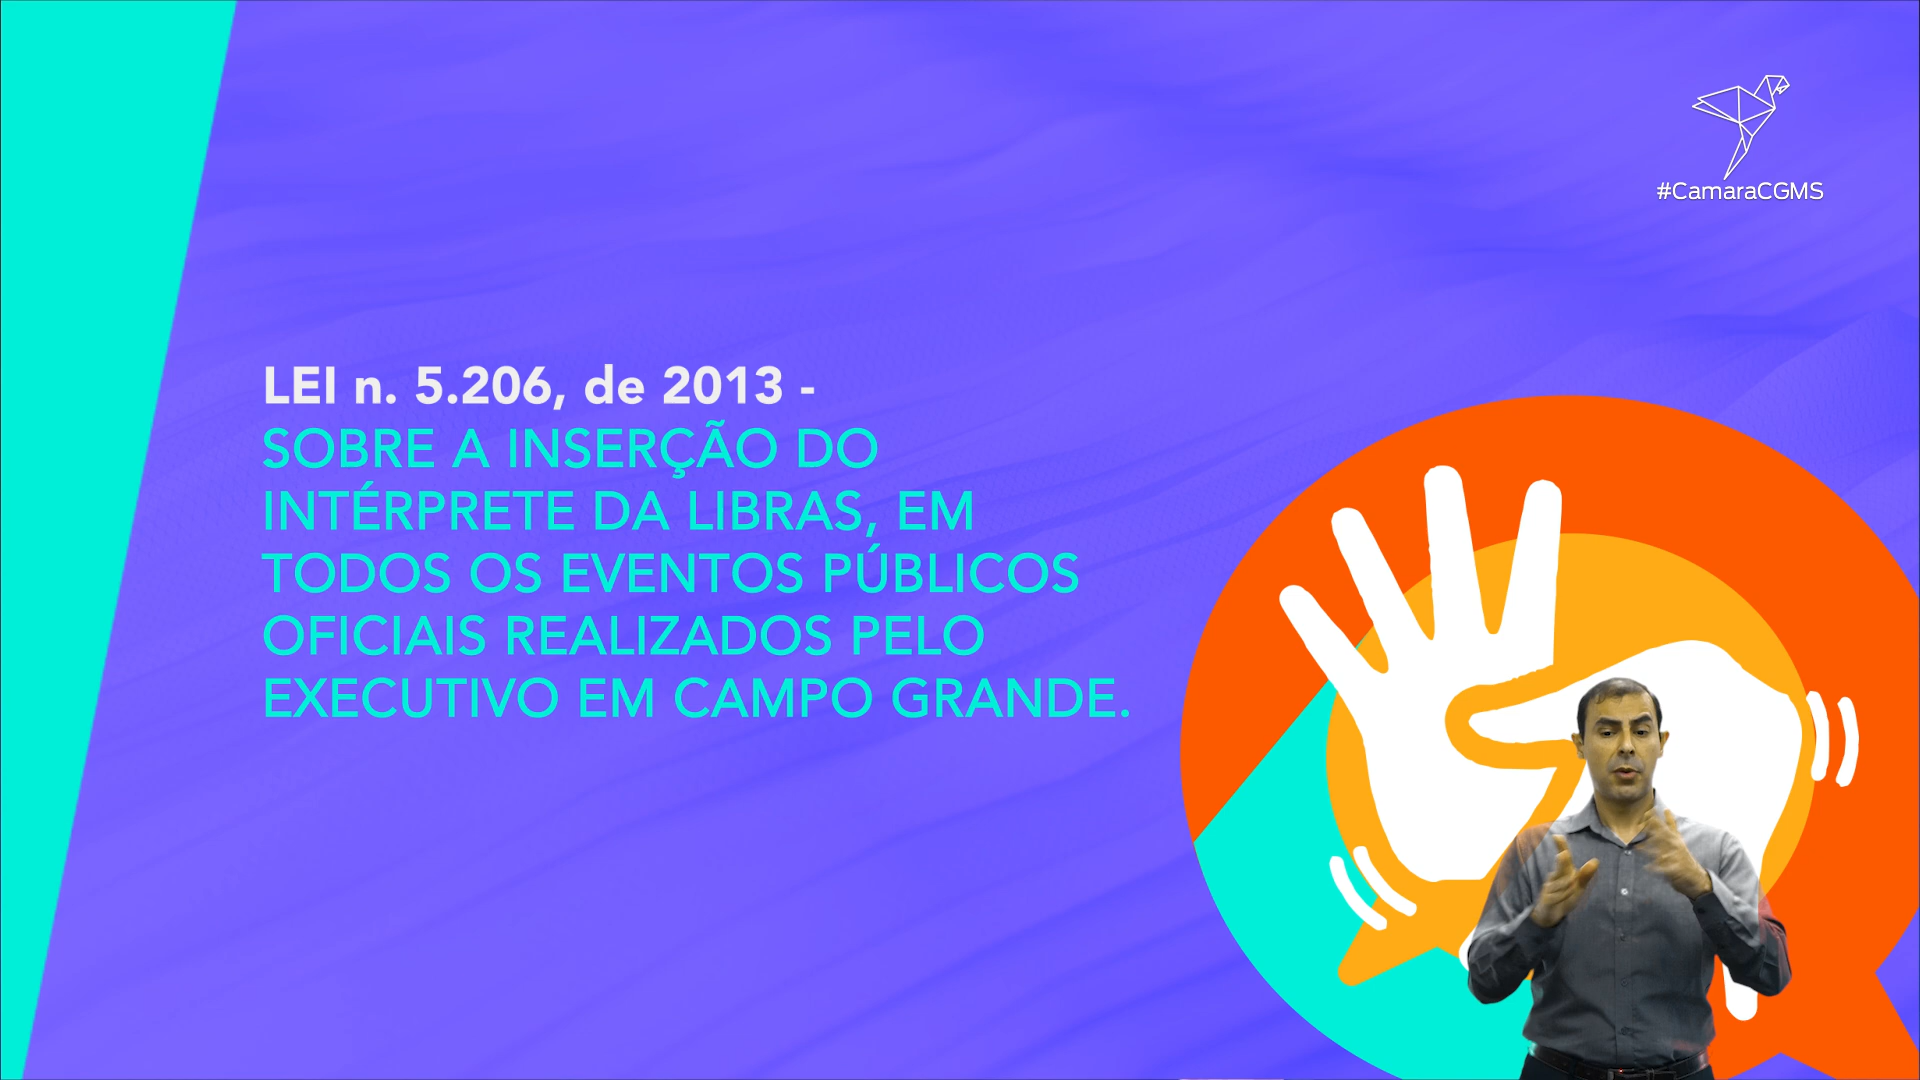 #CamaraCGMS
LEI n. 5.206, de 2013 -
SOBRE A INSERÇÃO DO
INTÉRPRETE DA LIBRAS, EM
TODOS OS EVENTOS PÚBLICOS
OFICIAIS REALIZADOS PELO
EXECUTIVO EM CAMPO GRANDE.